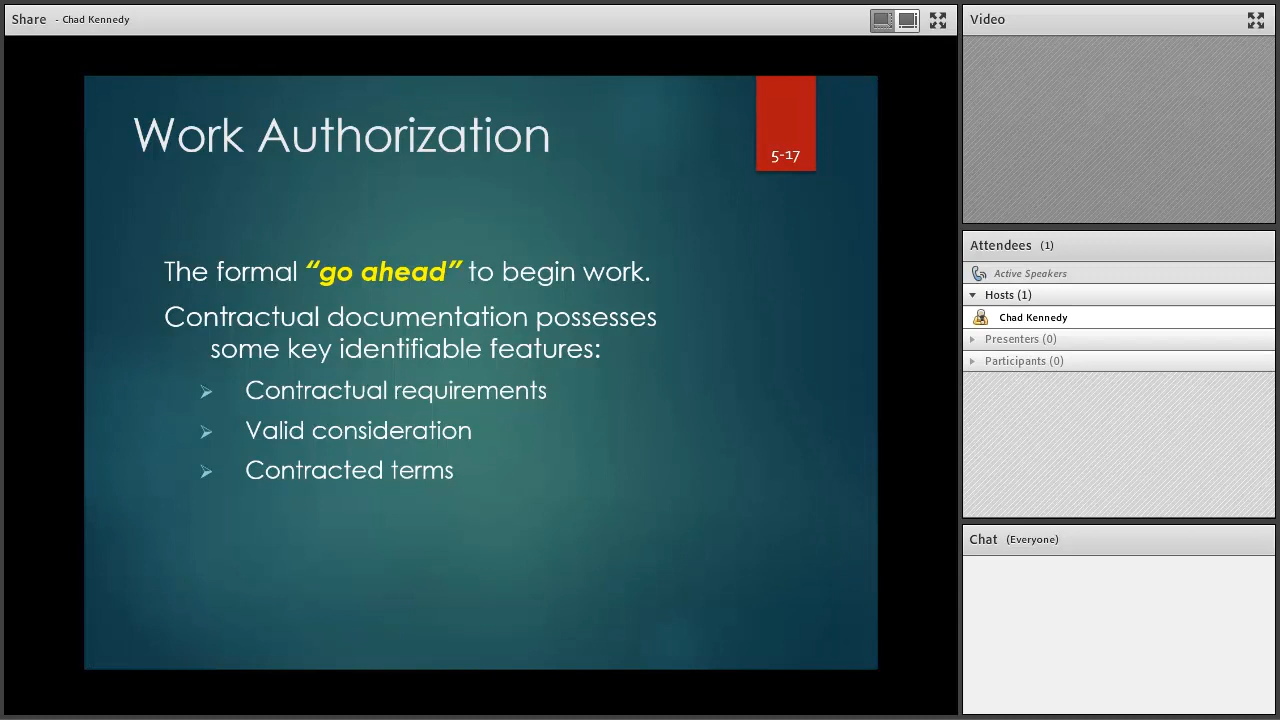 Share - Chad Kennedy
Work Authorization
5-17
The formal “go ahead” to begin work.
Contractual documentation possesses
some key identifiable features:
Contractual requirements
Valid consideration
Contracted terms
Video
Attendees (1)
Active Speakers
Hosts (1)
Chad Kennedy
Presenters (0)
Participants (0)
Chat (Everyone)